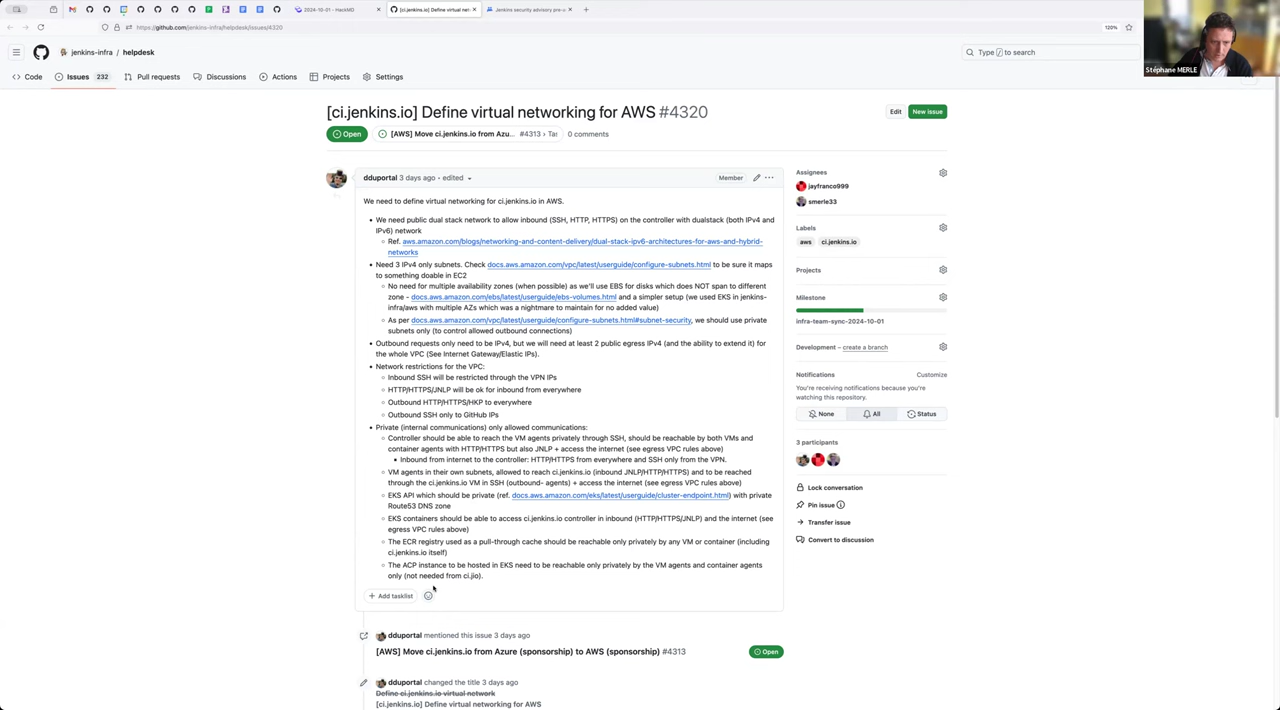 2024-10-01 - HackMD
[ci.jenkins.io] Define virtual net
Jenkins security advisory pre-
https://github.com/jenkins-infra/helpdesk/issues/4320
120%
jenkins-infra / helpdesk
Type / to search
Stéphane MERLE
Code
Issues 232
Pull requests
Discussions
Actions
Projects
Settings
[ci.jenkins.io] Define virtual networking for AWS #4320
Edit
New issue
Open
[AWS] Move ci.jenkins.io from Azu... #4313 › Tas
0 comments
dduportal 3 days ago • edited
Member
We need to define virtual networking for ci.jenkins.io in AWS.
• We need public dual stack network to allow inbound (SSH, HTTP, HTTPS) on the controller with dualstack (both IPv4 and
IPv6) network
Ref. aws.amazon.com/blogs/networking-and-content-delivery/dual-stack-ipv6-architectures-for-aws-and-hybrid-
networks
• Need 3 IPv4 only subnets. Check docs.aws.amazon.com/vpc/latest/userguide/configure-subnets.html to be sure it maps
to something doable in EC2
No need for multiple availability zones (when possible) as we'll use EBS for disks which does NOT span to different
zone - docs.aws.amazon.com/ebs/latest/userguide/ebs-volumes.html and a simpler setup (we used EKS in jenkins-
infra/aws with multiple AZs which was a nightmare to maintain for no added value)
As per docs.aws.amazon.com/vpc/latest/userguide/configure-subnets.html#subnet-security, we should use private
subnets only (to control allowed outbound connections)
• Outbound requests only need to be IPv4, but we will need at least 2 public egress IPv4 (and the ability to extend it) for
the whole VPC (See Internet Gateway/Elastic IPs).
• Network restrictions for the VPC:
Inbound SSH will be restricted through the VPN IPs
HTTP/HTTPS/JNLP will be ok for inbound from everywhere
Outbound HTTP/HTTPS/HKP to everywhere
Outbound SSH only to GitHub IPs
• Private (internal communications) only allowed communications:
Controller should be able to reach the VM agents privately through SSH, should be reachable by both VMs and
container agents with HTTP/HTTPS but also JNLP + access the internet (see egress VPC rules above)
Inbound from internet to the controller: HTTP/HTTPS from everywhere and SSH only from the VPN.
VM agents in their own subnets, allowed to reach ci.jenkins.io (inbound JNLP/HTTP/HTTPS) and to be reached
through the ci.jenkins.io VM in SSH (outbound- agents) + access to the internet (see egress VPC rules above)
EKS API which should be private (ref. docs.aws.amazon.com/eks/latest/userguide/cluster-endpoint.html) with private
Route53 DNS zone
EKS containers should be able to access ci.jenkins.io controller in inbound (HTTP/HTTPS/JNLP) and the internet (see
egress VPC rules above)
The ECR registry used as a pull-through cache should be reachable only privately by any VM or container (including
ci.jenkins.io itself)
The ACP instance to be hosted in EKS need to be reachable only privately by the VM agents and container agents
only (not needed from ci.jio).
Add tasklist
dduportal mentioned this issue 3 days ago
[AWS] Move ci.jenkins.io from Azure (sponsorship) to AWS (sponsorship) #4313
Open
dduportal changed the title 3 days ago
Define ci.jenkins.io virtual network
[ci.jenkins.io] Define virtual networking for AWS
Assignees
jayfranco999
smerle33
Labels
aws
ci.jenkins.io
Projects
Milestone
infra-team-sync-2024-10-01
Development – create a branch
Notifications
Customize
You're receiving notifications because you're
watching this repository.
None
All
Status
3 participants
Lock conversation
Pin issue
Transfer issue
Convert to discussion